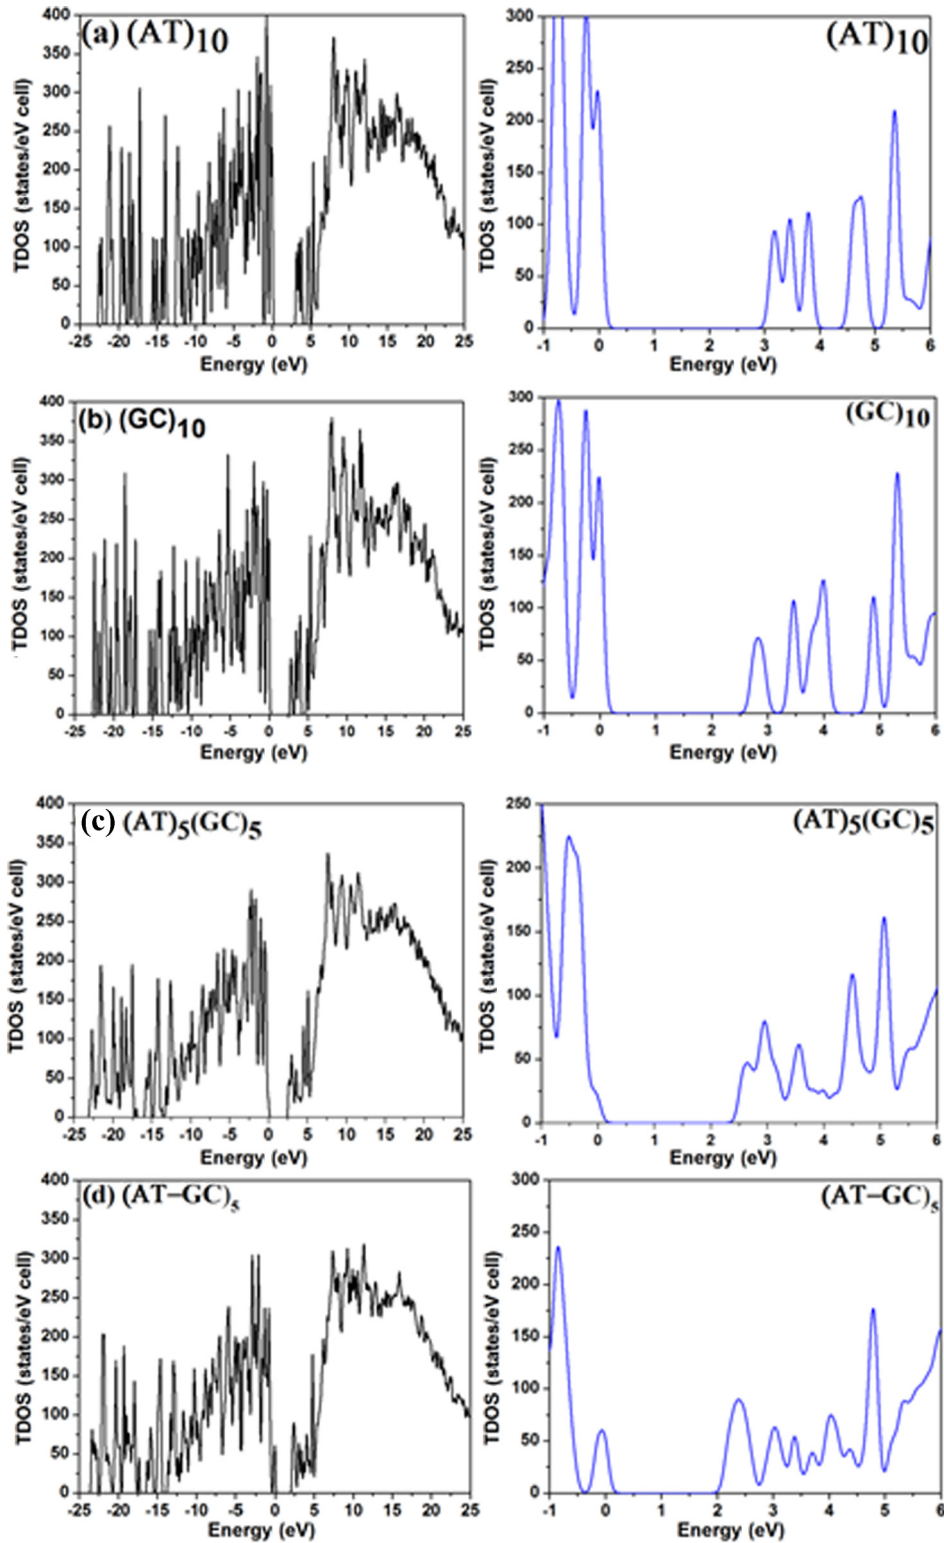 (a) (AT)10
400
350
300
250
200
150
100
50
0
TDOS (states/eV cell)
-25 -20 -15 -10 -5 0 5 10 15 20 25
Energy (eV)
(AT)10
300
250
200
150
100
50
0
TDOS (states/eV cell)
-1 0 1 2 3 4 5 6
Energy (eV)
(b) (GC)10
400
350
300
250
200
150
100
50
0
TDOS (states/eV cell)
-25 -20 -15 -10 -5 0 5 10 15 20 25
Energy (eV)
(GC)10
300
250
200
150
100
50
0
TDOS (states/eV cell)
-1 0 1 2 3 4 5 6
Energy (eV)
(c) (AT)5(GC)5
400
350
300
250
200
150
100
50
0
TDOS (states/eV cell)
-25 -20 -15 -10 -5 0 5 10 15 20 25
Energy (eV)
(AT)5(GC)5
250
200
150
100
50
0
TDOS (states/eV cell)
-1 0 1 2 3 4 5 6
Energy (eV)
(d) (AT–GC)5
400
350
300
250
200
150
100
50
0
TDOS (states/eV cell)
-25 -20 -15 -10 -5 0 5 10 15 20 25
Energy (eV)
(AT–GC)5
300
250
200
150
100
50
0
TDOS (states/eV cell)
-1 0 1 2 3 4 5 6
Energy (eV)